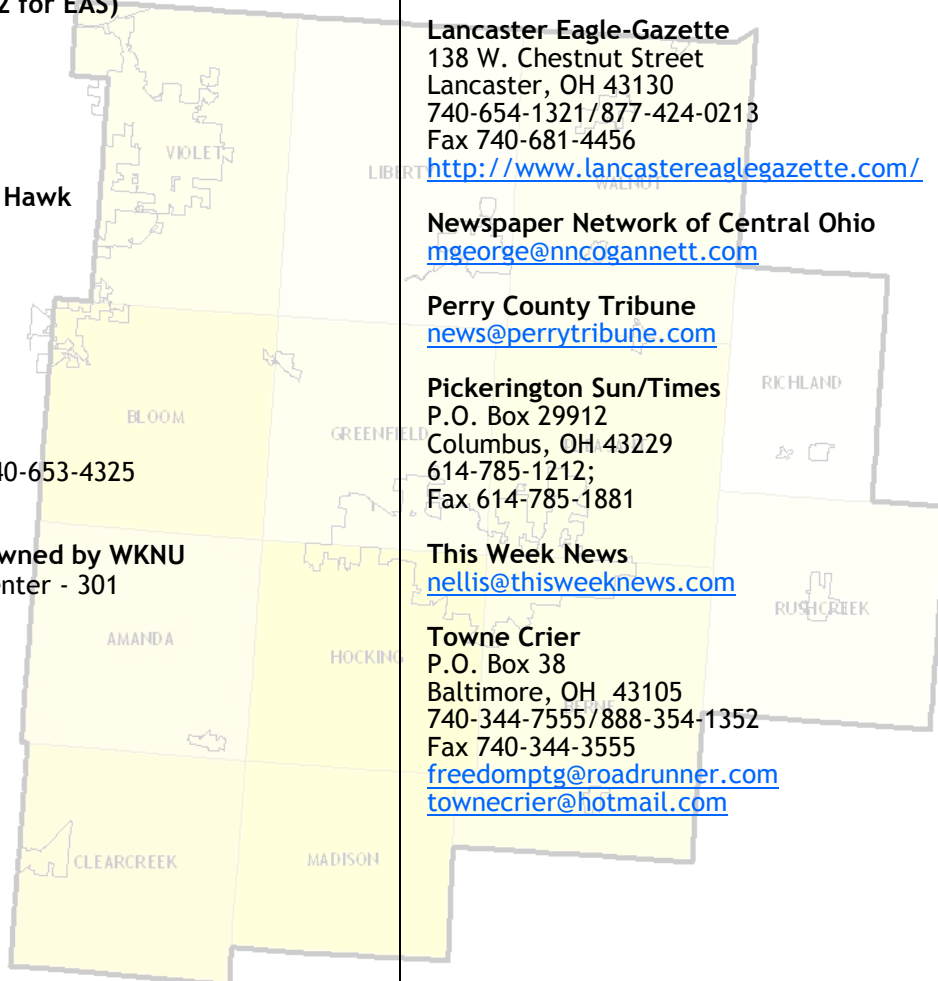 2 for EAS)
Hawk
40-653-4325
wned by WKNU
nter - 301
Lancaster Eagle-Gazette
138 W. Chestnut Street
Lancaster, OH 43130
740-654-1321/877-424-0213
Fax 740-681-4456
http://www.lancastereaglegazette.com/
Newspaper Network of Central Ohio
mgeorge@nncogannett.com
Perry County Tribune
news@perrytribune.com
Pickerington Sun/Times
P.O. Box 29912
Columbus, OH 43229
614-785-1212;
Fax 614-785-1881
This Week News
nellis@thisweeknews.com
Towne Crier
P.O. Box 38
Baltimore, OH  43105
740-344-7555/888-354-1352
Fax 740-344-3555
freedomptg@roadrunner.com
townecrier@hotmail.com
VIOLET
LIBERTY
WALNUT
BLOOM
GREENFIELD
RICHLAND
AMANDA
HOCKING
BERNE
RUSHCREEK
CLEARCREEK
MADISON